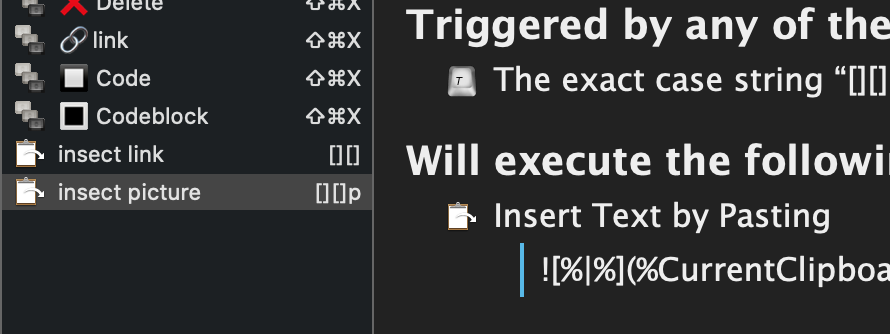 Delete ⇧⌘X
link ⇧⌘X
Code ⇧⌘X
Codeblock ⇧⌘X
insect link [][]
insect picture [][]p
Triggered by any of the
T The exact case string “[][]
Will execute the followi
Insert Text by Pasting
![%|%](%CurrentClipboa